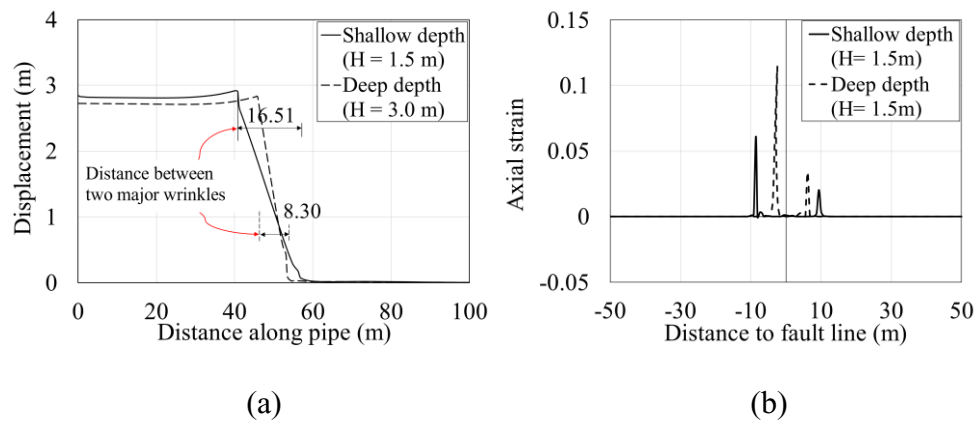 4
3
2
1
0
Displacement (m)
Shallow depth
(H = 1.5 m)
Deep depth
(H = 3.0 m)
16.51
Distance between
two major wrinkles
8.30
0
20
40
60
80
100
Distance along pipe (m)
(a)
0.15
0.1
0.05
0
-0.05
Axial strain
Shallow depth
(H= 1.5m)
Deep depth
(H= 1.5m)
-50
-30
-10
10
30
50
Distance to fault line (m)
(b)